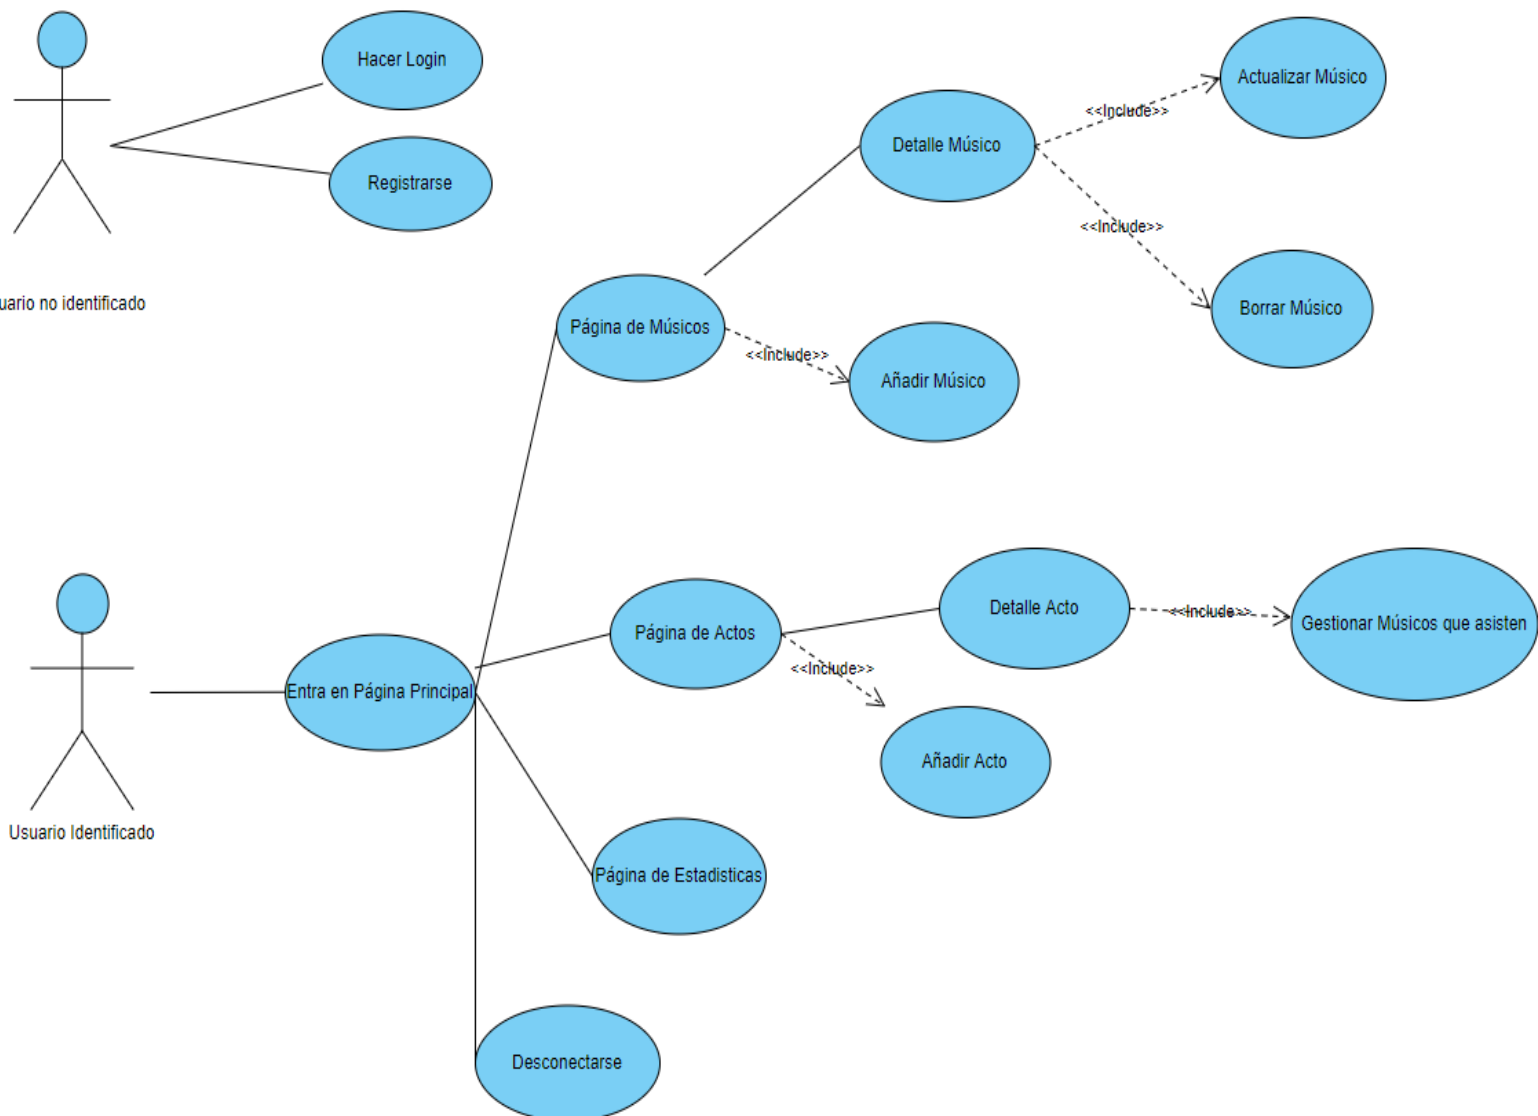 Hacer Login
Actualizar Músico
<<Include>>
Detalle Músico
Registrarse
<<Include>>
uario no identificado
Borrar Músico
Página de Músicos
<<Include>>
Añadir Músico
Detalle Acto
<<Include>>
Gestionar Músicos que asisten
Página de Actos
<<Include>>
Entra en Página Principal
Añadir Acto
Usuario Identificado
Página de Estadisticas
Desconectarse